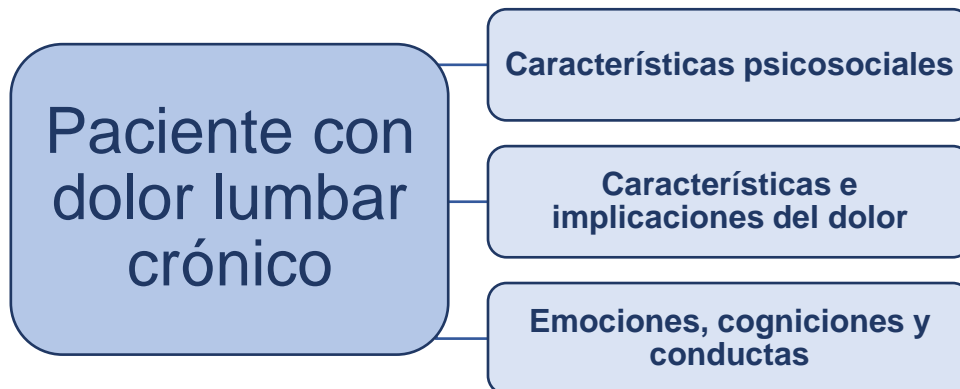 Paciente con
dolor lumbar
crónico
Características psicosociales
Características e
implicaciones del dolor
Emociones, cogniciones y
conductas